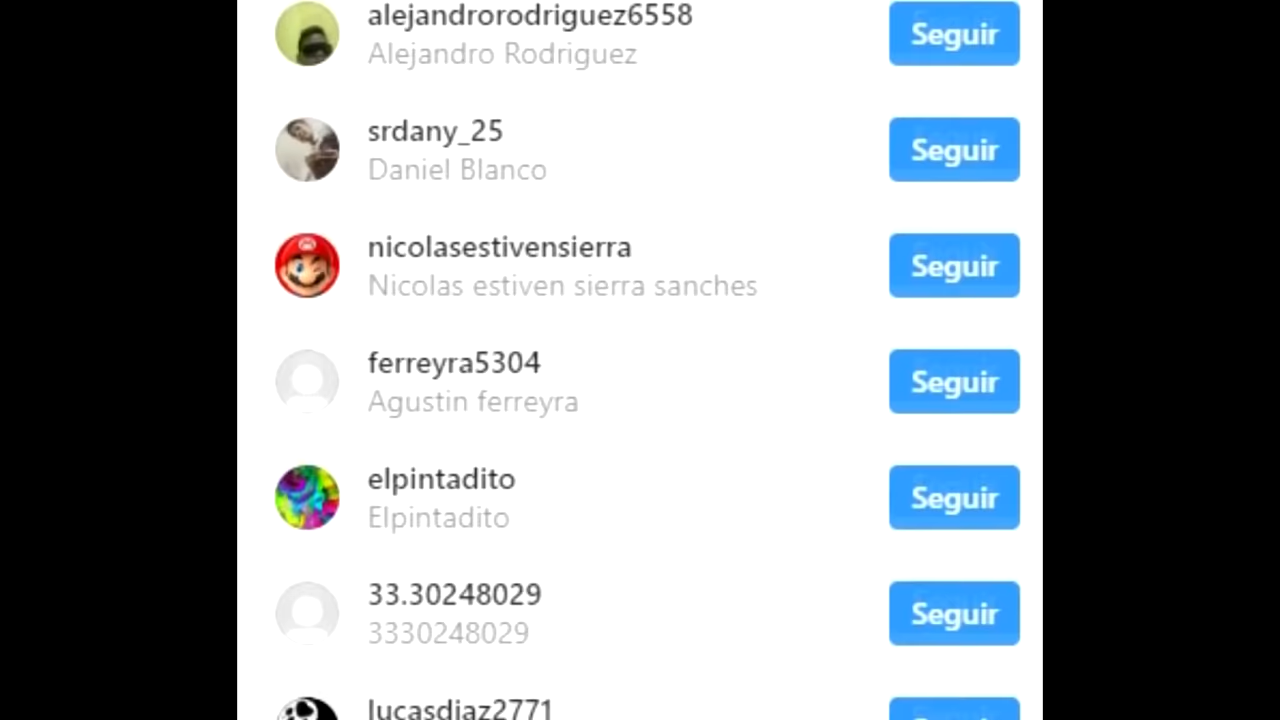 alejandrorodriguez6558
Alejandro Rodriguez
Seguir
srdany_25
Daniel Blanco
Seguir
nicolasestivensierra
Nicolas estiven sierra sanches
Seguir
ferreyra5304
Agustin ferreyra
Seguir
elpintadito
Elpintadito
Seguir
33.30248029
3330248029
Seguir
lucasdiaz2771